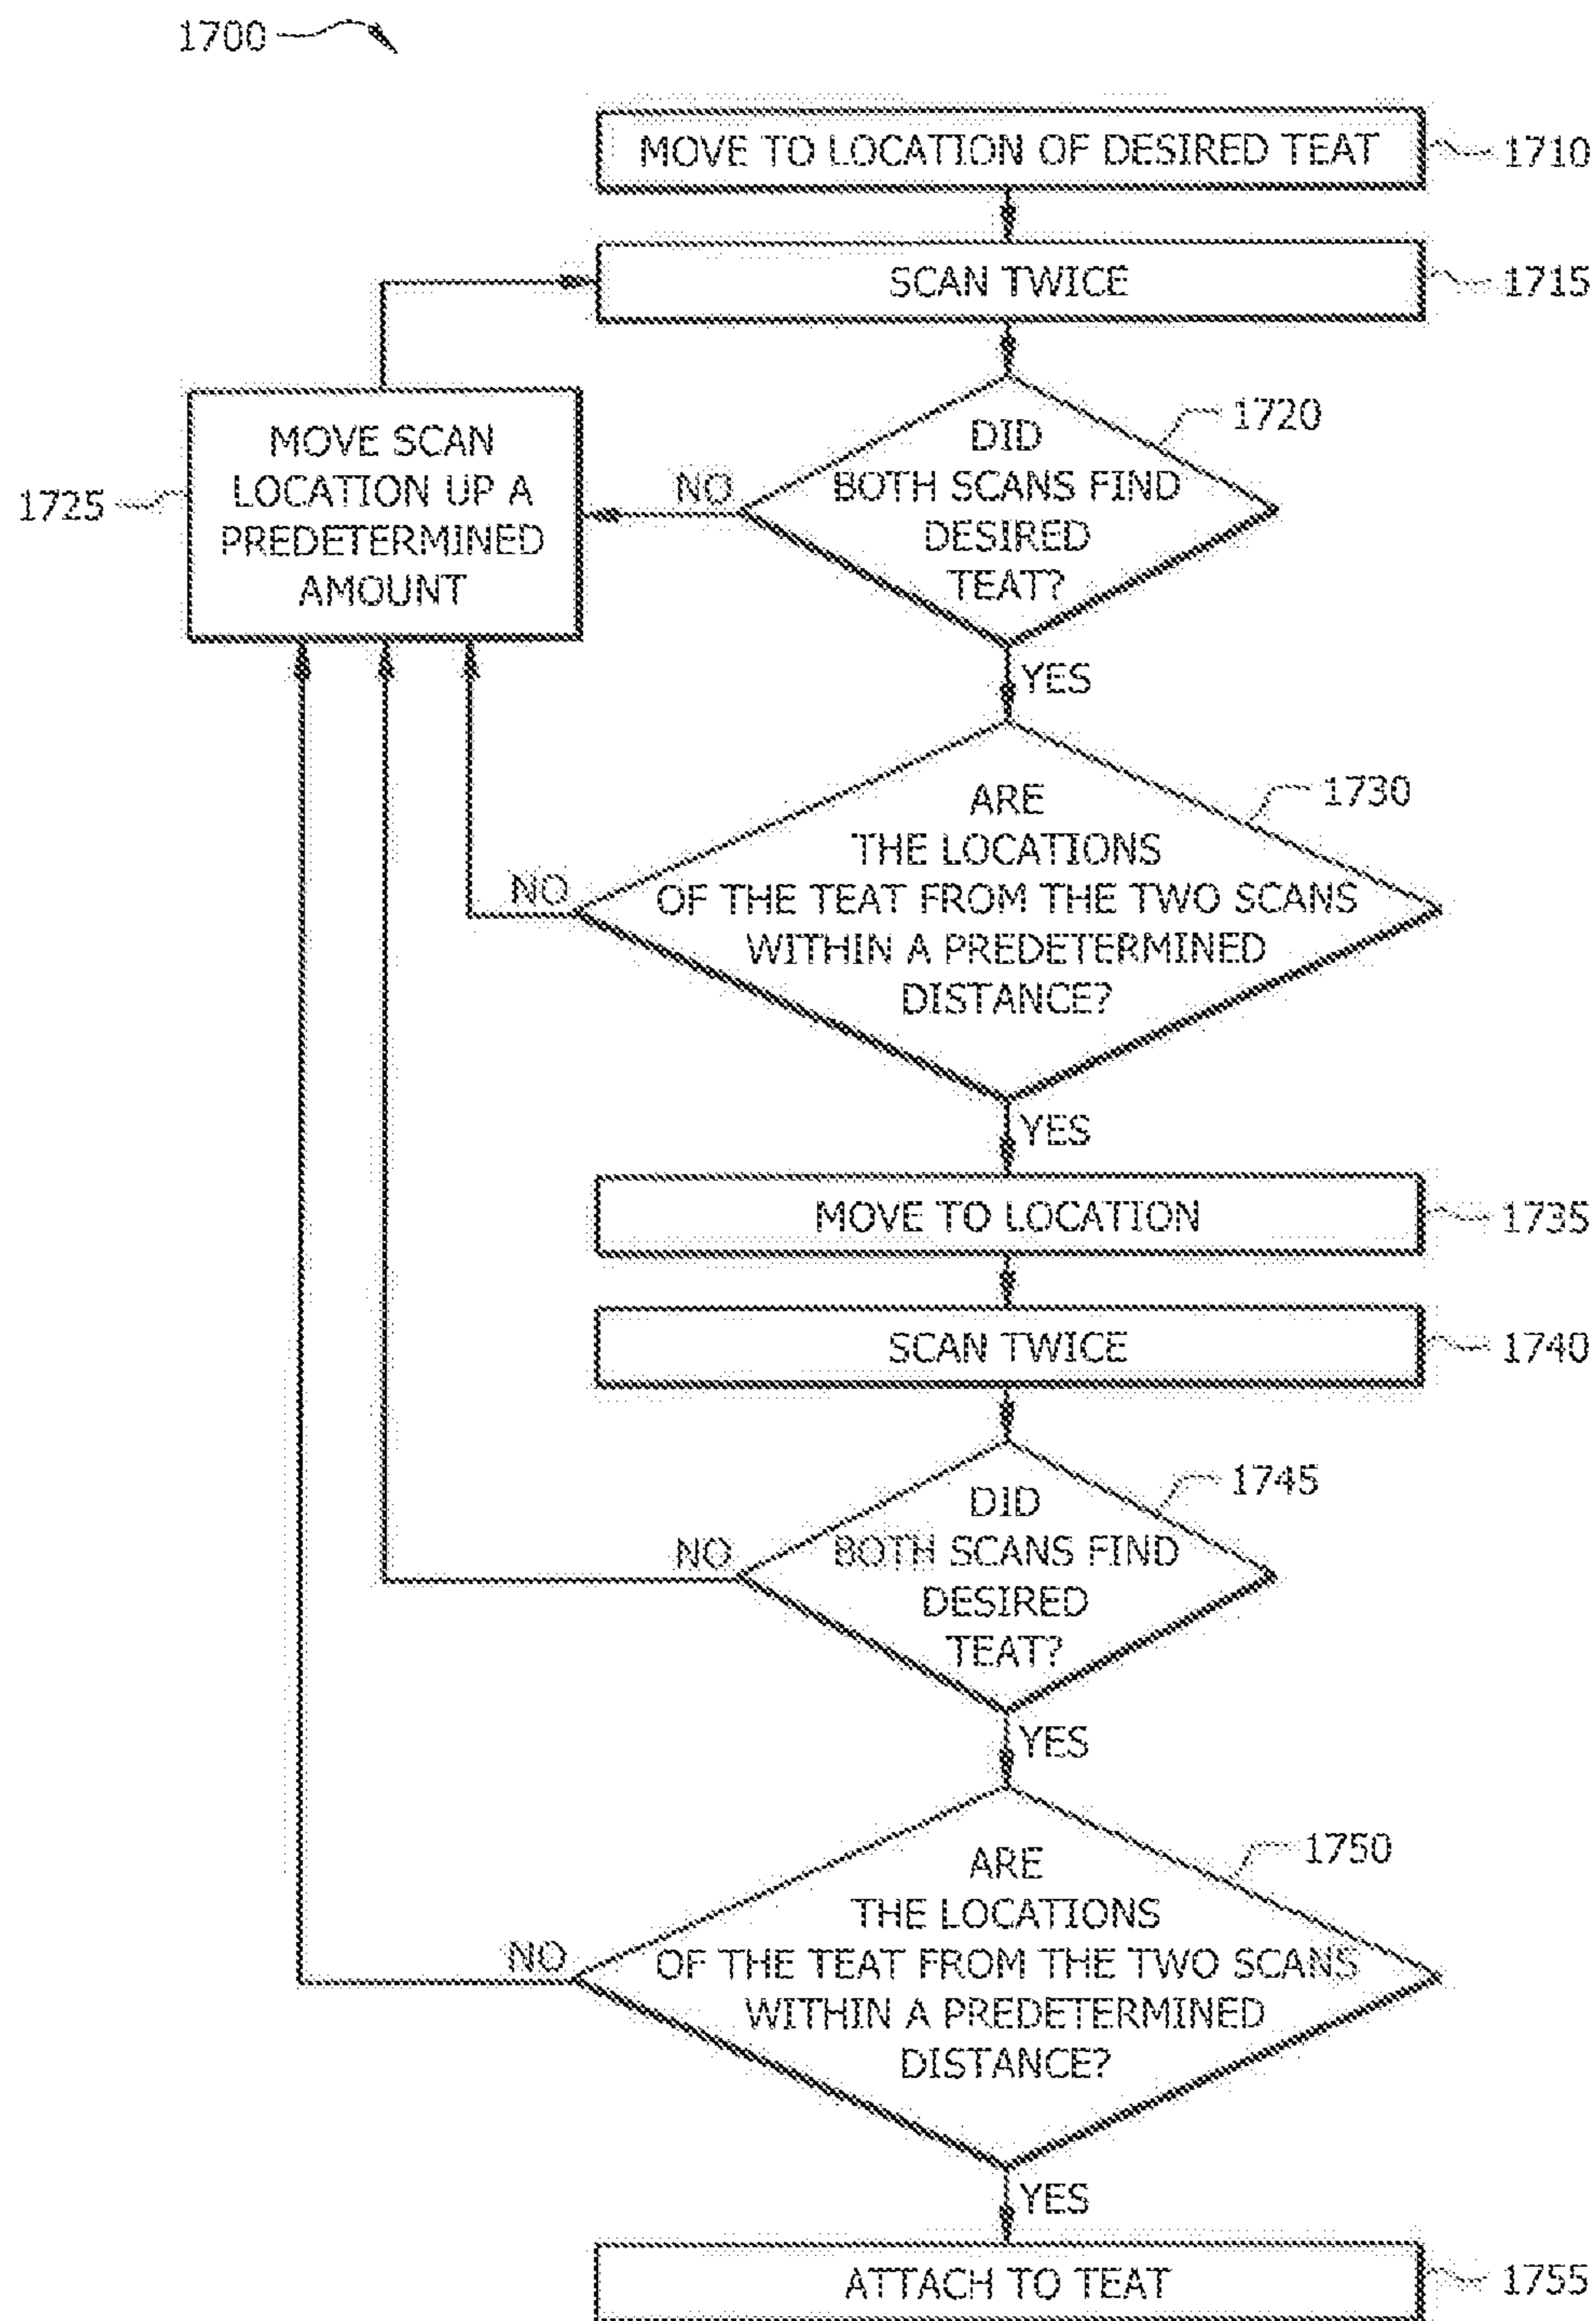 1700
MOVE TO LOCATION OF DESIRED TEAT
1710
SCAN TWICE
1715
DID
BOTH SCANS FIND
DESIRED
TEAT?
1720
NO
MOVE SCAN
LOCATION UP A
PREDETERMINED
AMOUNT
1725
YES
ARE
THE LOCATIONS
OF THE TEAT FROM THE TWO SCANS
WITHIN A PREDETERMINED
DISTANCE?
1730
NO
YES
MOVE TO LOCATION
1735
SCAN TWICE
1740
DID
BOTH SCANS FIND
DESIRED
TEAT?
1745
NO
YES
ARE
THE LOCATIONS
OF THE TEAT FROM THE TWO SCANS
WITHIN A PREDETERMINED
DISTANCE?
1750
NO
YES
ATTACH TO TEAT
1755